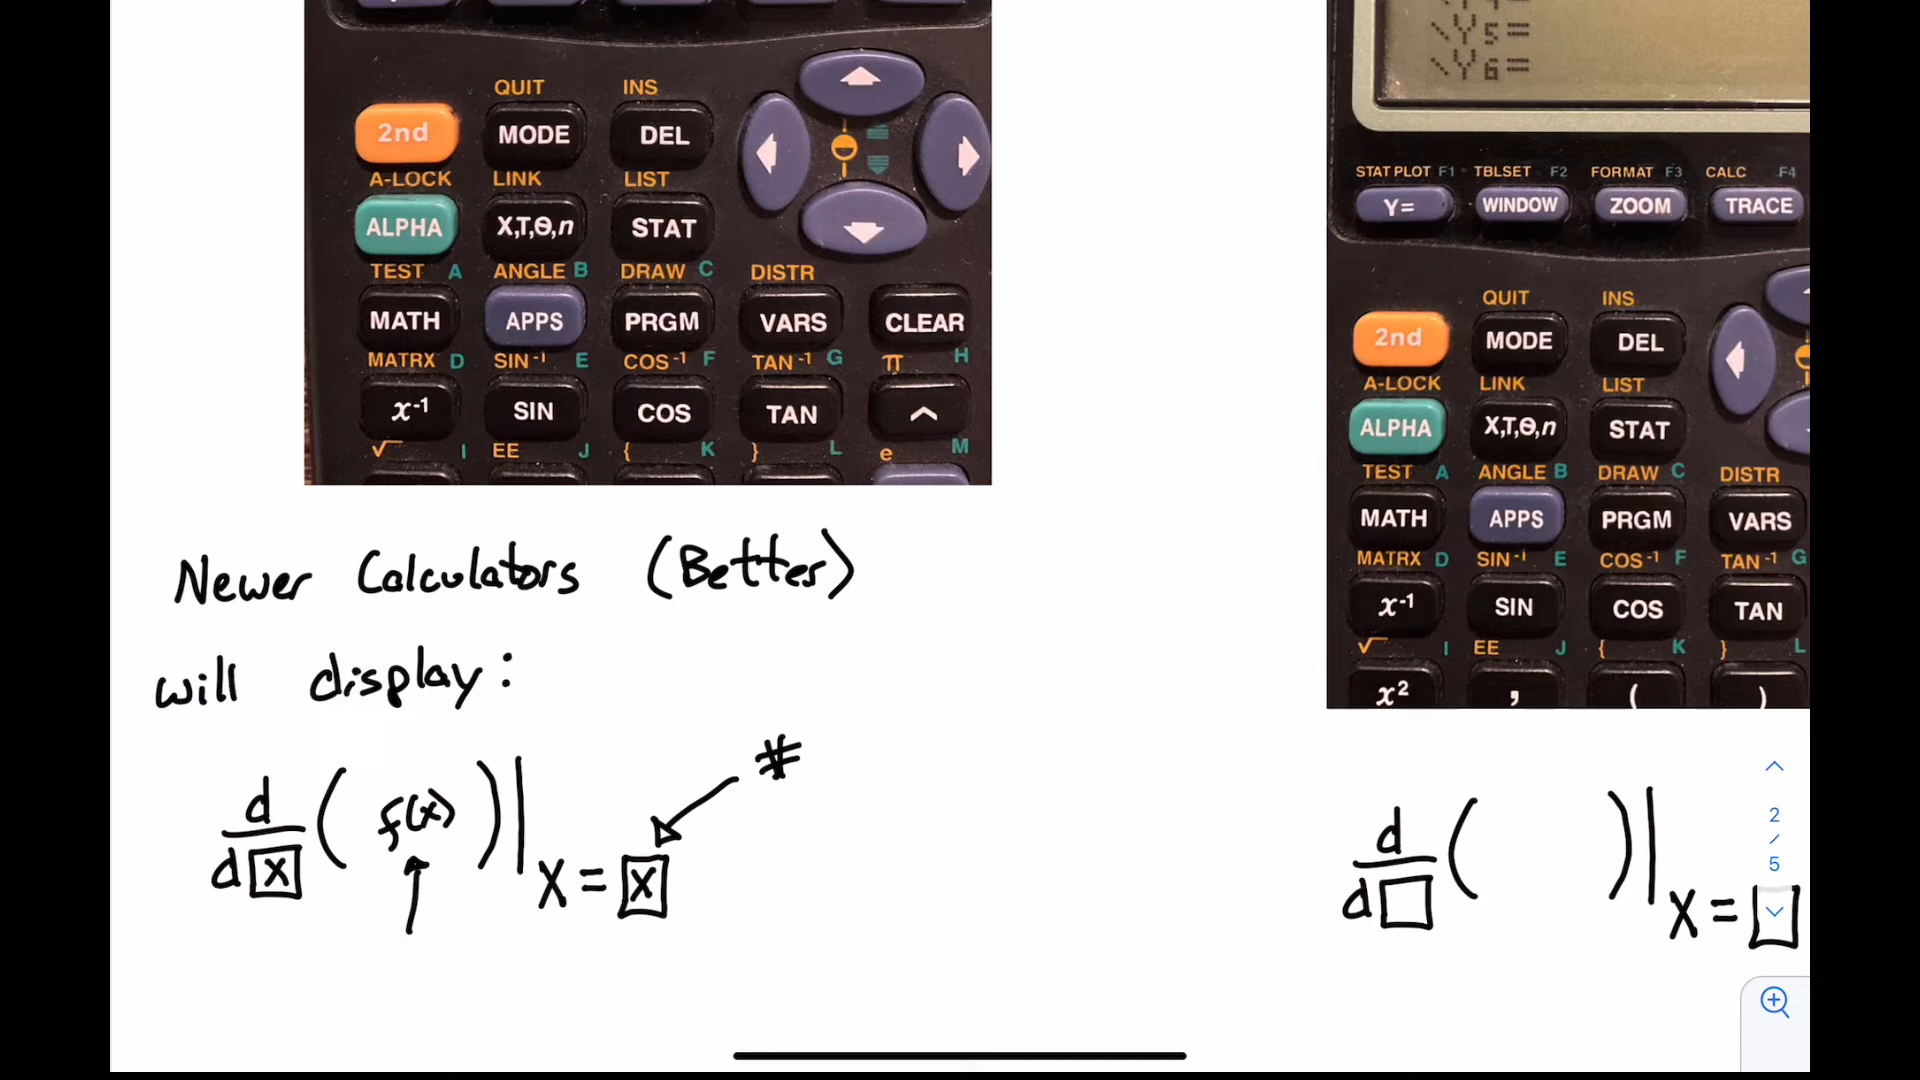 QUIT INS
2nd MODE DEL
A-LOCK LINK LIST
ALPHA X,T,Θ,n STAT
TEST A ANGLE B DRAW C DISTR
MATH APPS PRGM VARS CLEAR
MATRX D SIN⁻¹ E COS⁻¹ F TAN⁻¹ G π H
x⁻¹ SIN COS TAN ^
√ I EE J { K } L e M
\Y5=
\Y6=
STAT PLOT F1 TBLSET F2 FORMAT F3 CALC F4
Y= WINDOW ZOOM TRACE
QUIT INS
2nd MODE DEL
A-LOCK LINK LIST
ALPHA X,T,Θ,n STAT
TEST A ANGLE B DRAW C DISTR
MATH APPS PRGM VARS
MATRX D SIN⁻¹ E COS⁻¹ F TAN⁻¹ G
x⁻¹ SIN COS TAN
√ I EE J { K } L
x² , ( )
Newer Calculators (Better)
will display:
#
d/d[x] ( f(x) )| x = [x]
d/d□ ( )| x = □
2
/
5